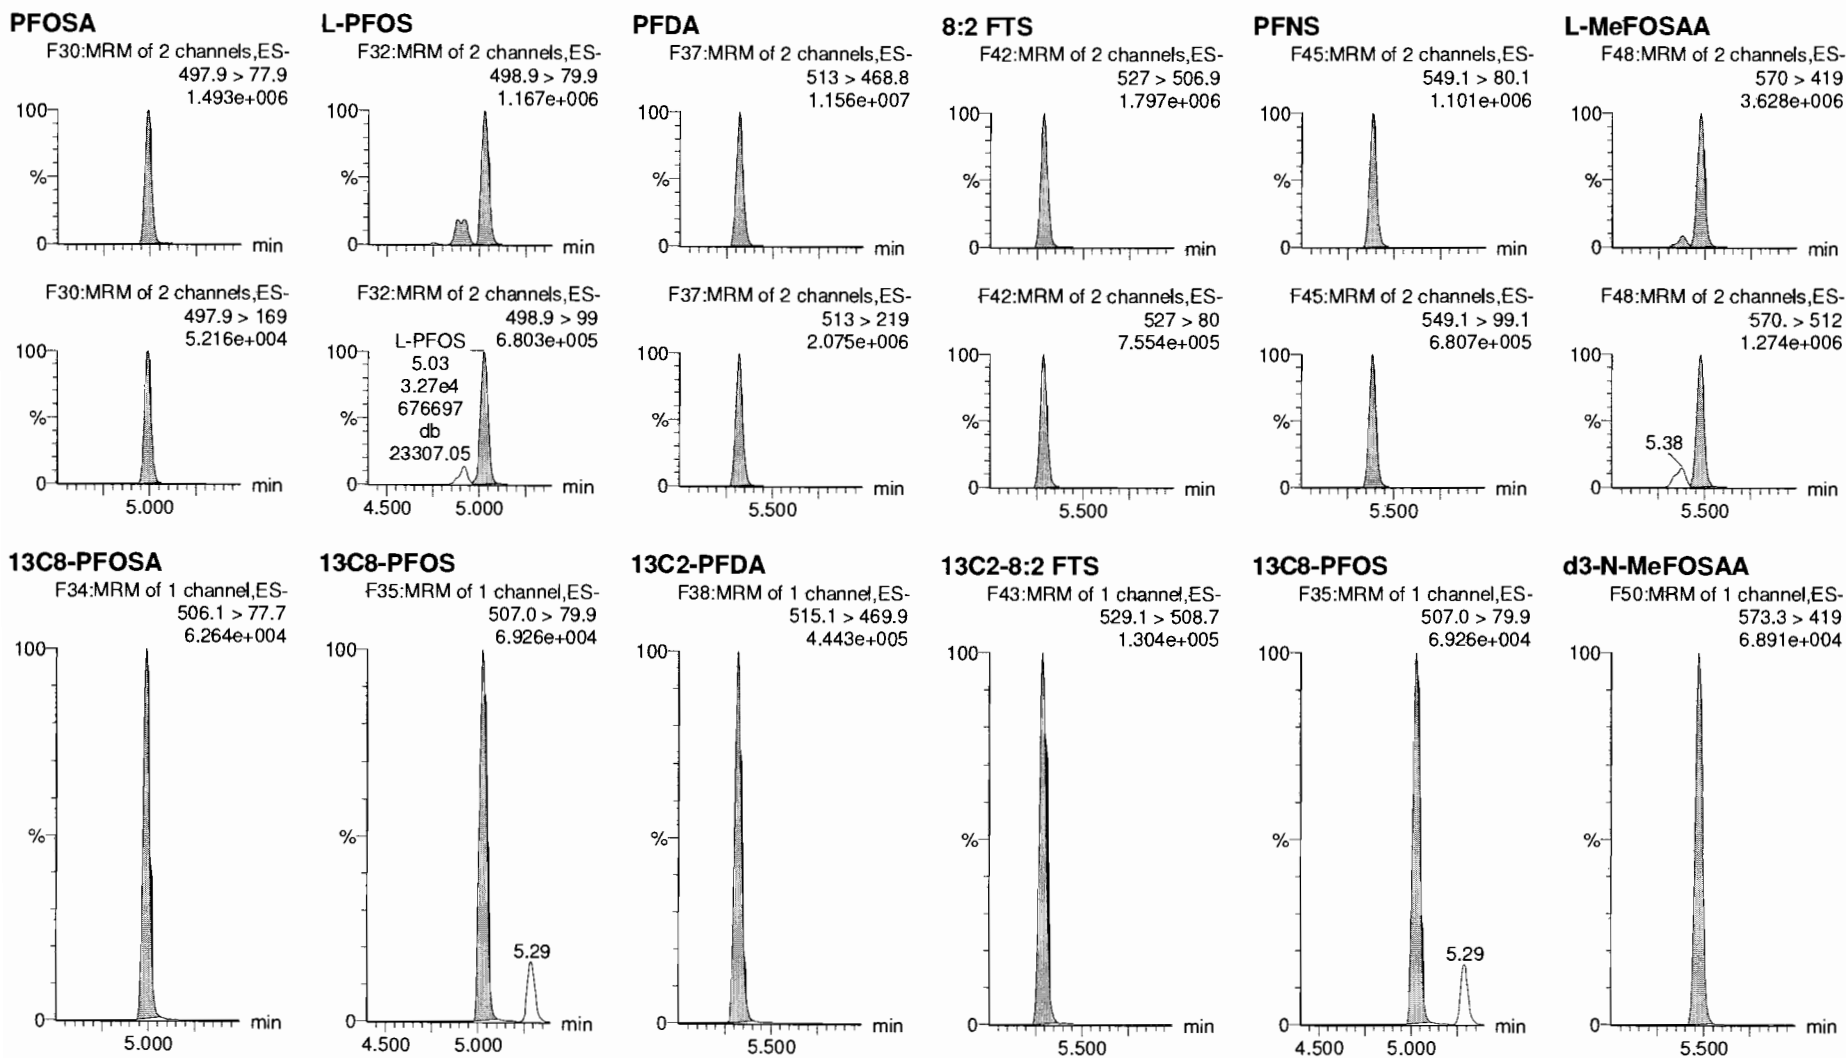 PFOSA
F30:MRM of 2 channels,ES-
497.9 > 77.9
1.493e+006
100
%
0
min
L-PFOS
F32:MRM of 2 channels,ES-
498.9 > 79.9
1.167e+006
100
%
0
min
PFDA
F37:MRM of 2 channels,ES-
513 > 468.8
1.156e+007
100
%
0
min
8:2 FTS
F42:MRM of 2 channels,ES-
527 > 506.9
1.797e+006
100
%
0
min
PFNS
F45:MRM of 2 channels,ES-
549.1 > 80.1
1.101e+006
100
%
0
min
L-MeFOSAA
F48:MRM of 2 channels,ES-
570 > 419
3.628e+006
100
%
0
min
F30:MRM of 2 channels,ES-
497.9 > 169
5.216e+004
100
%
0
min
5.000
F32:MRM of 2 channels,ES-
498.9 > 99
6.803e+005
L-PFOS
5.03
3.27e4
676697
db
23307.05
100
%
0
min
4.500 5.000
F37:MRM of 2 channels,ES-
513 > 219
2.075e+006
100
%
0
min
5.500
F42:MRM of 2 channels,ES-
527 > 80
7.554e+005
100
%
0
min
5.500
F45:MRM of 2 channels,ES-
549.1 > 99.1
6.807e+005
100
%
0
min
5.500
F48:MRM of 2 channels,ES-
570. > 512
1.274e+006
100
5.38
%
0
min
5.500
13C8-PFOSA
F34:MRM of 1 channel,ES-
506.1 > 77.7
6.264e+004
100
%
0
min
5.000
13C8-PFOS
F35:MRM of 1 channel,ES-
507.0 > 79.9
6.926e+004
100
%
5.29
0
min
4.500 5.000
13C2-PFDA
F38:MRM of 1 channel,ES-
515.1 > 469.9
4.443e+005
100
%
0
min
5.500
13C2-8:2 FTS
F43:MRM of 1 channel,ES-
529.1 > 508.7
1.304e+005
100
%
0
min
5.500
13C8-PFOS
F35:MRM of 1 channel,ES-
507.0 > 79.9
6.926e+004
100
%
5.29
0
min
4.500 5.000
d3-N-MeFOSAA
F50:MRM of 1 channel,ES-
573.3 > 419
6.891e+004
100
%
0
min
5.500